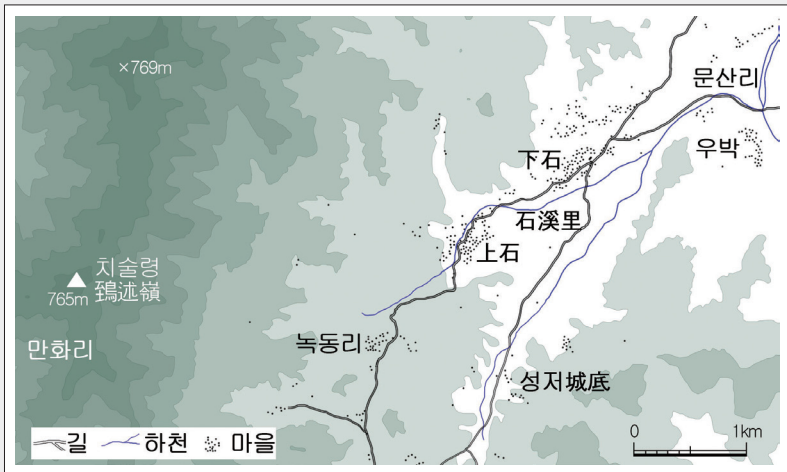 ×769m
문산리
下石
우박
石溪里
上石
치술령
鵄述嶺
765m
만화리
녹동리
성저城底
길 하천 마을
0 1km